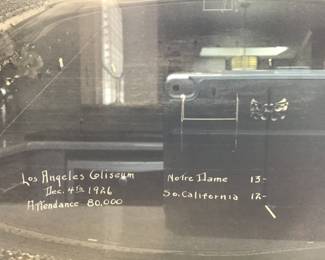 Los Angeles Coliseum
Dec. 4th 1926
Attendance 80,000
Notre Dame 13-
So. California 12-